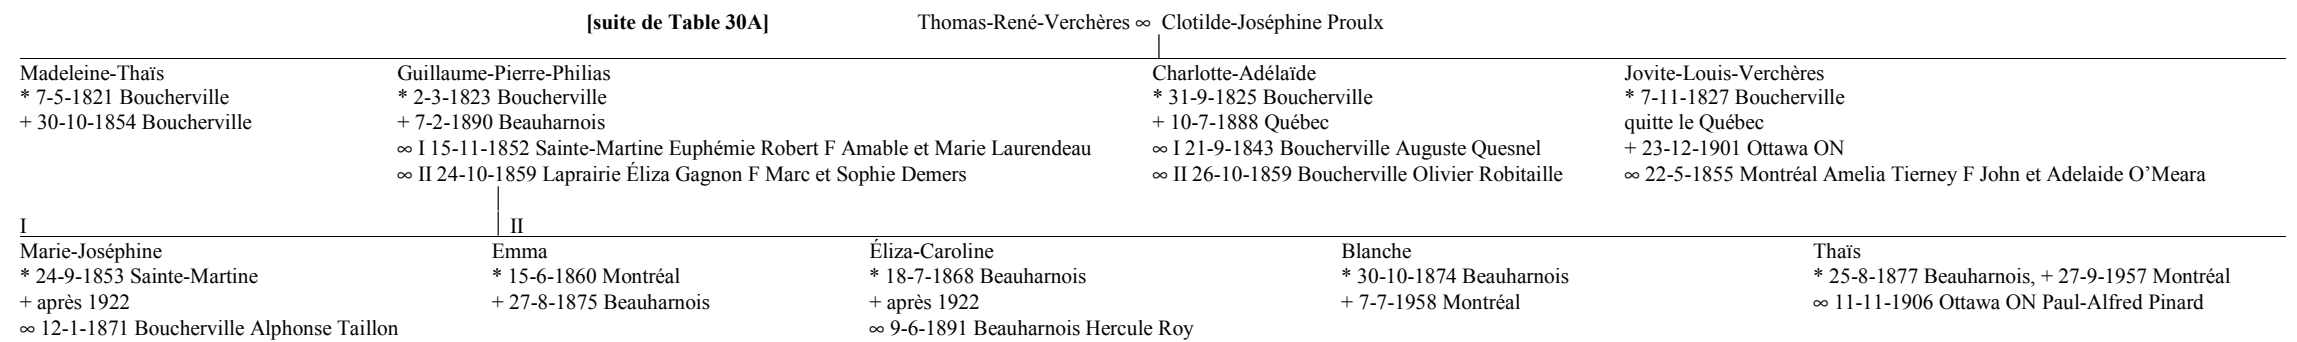 [suite de Table 30A] Thomas-René-Verchères ∞ Clotilde-Joséphine Proulx
Madeleine-Thaïs
* 7-5-1821 Boucherville
+ 30-10-1854 Boucherville
Guillaume-Pierre-Philias
* 2-3-1823 Boucherville
+ 7-2-1890 Beauharnois
∞ I 15-11-1852 Sainte-Martine Euphémie Robert F Amable et Marie Laurendeau
∞ II 24-10-1859 Laprairie Éliza Gagnon F Marc et Sophie Demers
Charlotte-Adélaïde
* 31-9-1825 Boucherville
+ 10-7-1888 Québec
∞ I 21-9-1843 Boucherville Auguste Quesnel
∞ II 26-10-1859 Boucherville Olivier Robitaille
Jovite-Louis-Verchères
* 7-11-1827 Boucherville
quitte le Québec
+ 23-12-1901 Ottawa ON
∞ 22-5-1855 Montréal Amelia Tierney F John et Adelaide O’Meara
I II
Marie-Joséphine
* 24-9-1853 Sainte-Martine
+ après 1922
∞ 12-1-1871 Boucherville Alphonse Taillon
Emma
* 15-6-1860 Montréal
+ 27-8-1875 Beauharnois
Éliza-Caroline
* 18-7-1868 Beauharnois
+ après 1922
∞ 9-6-1891 Beauharnois Hercule Roy
Blanche
* 30-10-1874 Beauharnois
+ 7-7-1958 Montréal
Thaïs
* 25-8-1877 Beauharnois, + 27-9-1957 Montréal
∞ 11-11-1906 Ottawa ON Paul-Alfred Pinard